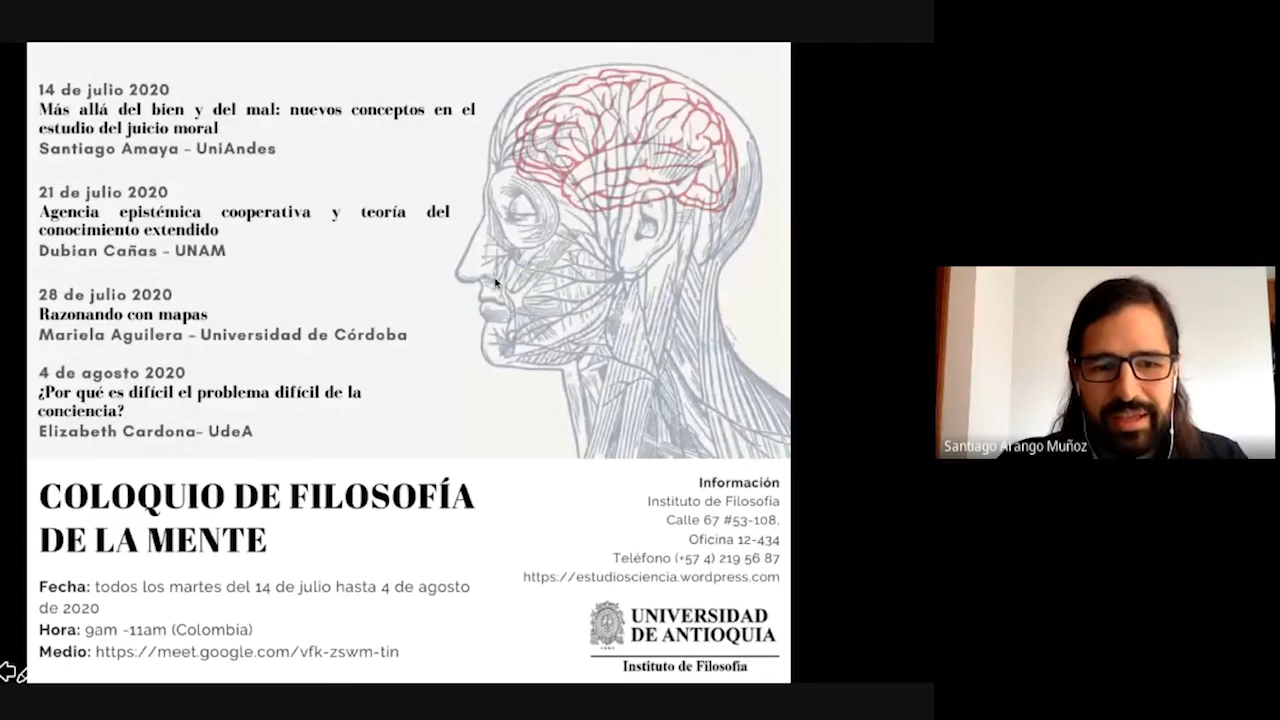 14 de julio 2020
Más allá del bien y del mal: nuevos conceptos en el
estudio del juicio moral
Santiago Amaya – UniAndes
21 de julio 2020
Agencia epistémica cooperativa y teoría del
conocimiento extendido
Dubian Cañas – UNAM
28 de julio 2020
Razonando con mapas
Mariela Aguilera – Universidad de Córdoba
4 de agosto 2020
¿Por qué es difícil el problema difícil de la
conciencia?
Elizabeth Cardona– UdeA
COLOQUIO DE FILOSOFÍA
DE LA MENTE
Fecha: todos los martes del 14 de julio hasta 4 de agosto
de 2020
Hora: 9am -11am (Colombia)
Medio: https://meet.google.com/vfk-zswm-tin
Información
Instituto de Filosofía
Calle 67 #53-108,
Oficina 12-434
Teléfono (+57 4) 219 56 87
https://estudiosciencia.wordpress.com
UNIVERSIDAD
DE ANTIOQUIA
Instituto de Filosofía
Santiago Arango Muñoz